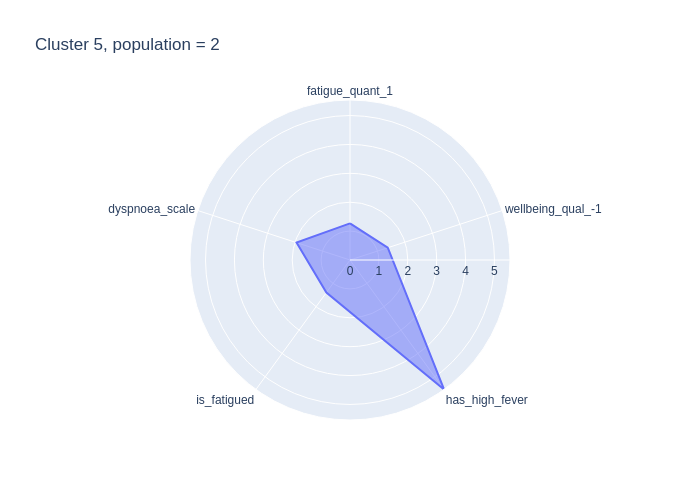 Cluster 5, population = 2
fatigue_quant_1
dyspnoea_scale
wellbeing_qual_-1
0 1 2 3 4 5
is_fatigued
has_high_fever